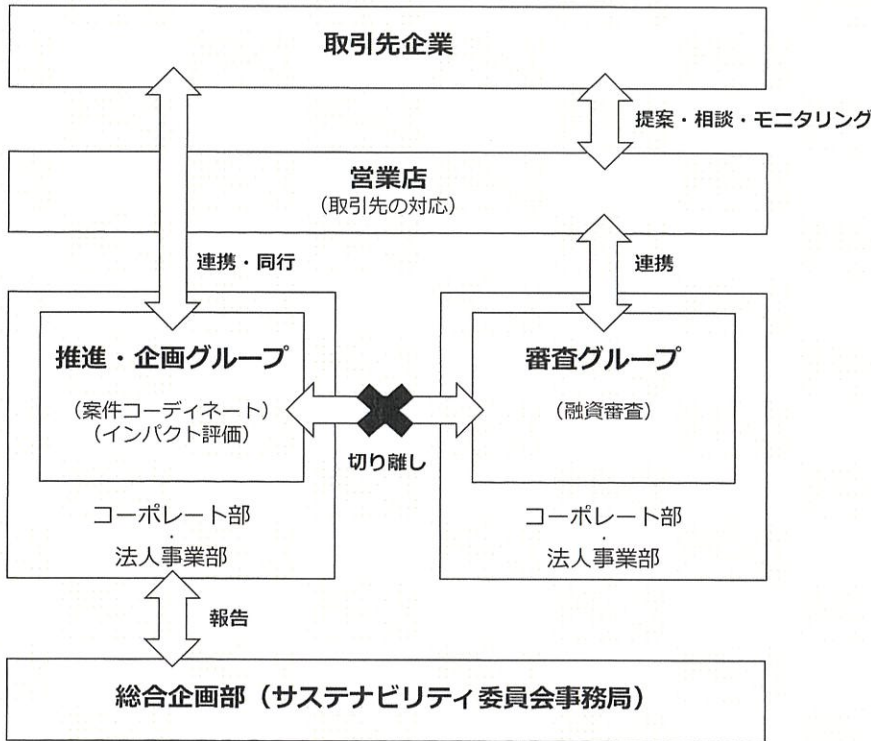 取引先企業
提案・相談・モニタリング
営業店
(取引先の対応)
連携・同行
連携
推進・企画グループ
(案件コーディネート)
(インパクト評価)
コーポレート部
・
法人事業部
切り離し
審査グループ
(融資審査)
コーポレート部
・
法人事業部
報告
総合企画部(サステナビリティ委員会事務局)